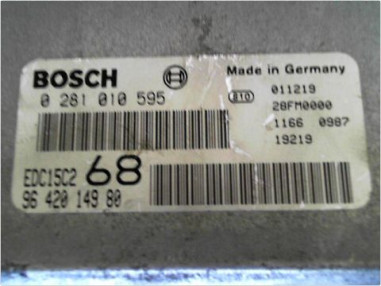 BOSCH
Made in Germany
0 281 010 595
810
011219
28FM0000
1166 0987
19219
EDC15C2 68
96 420 149 80